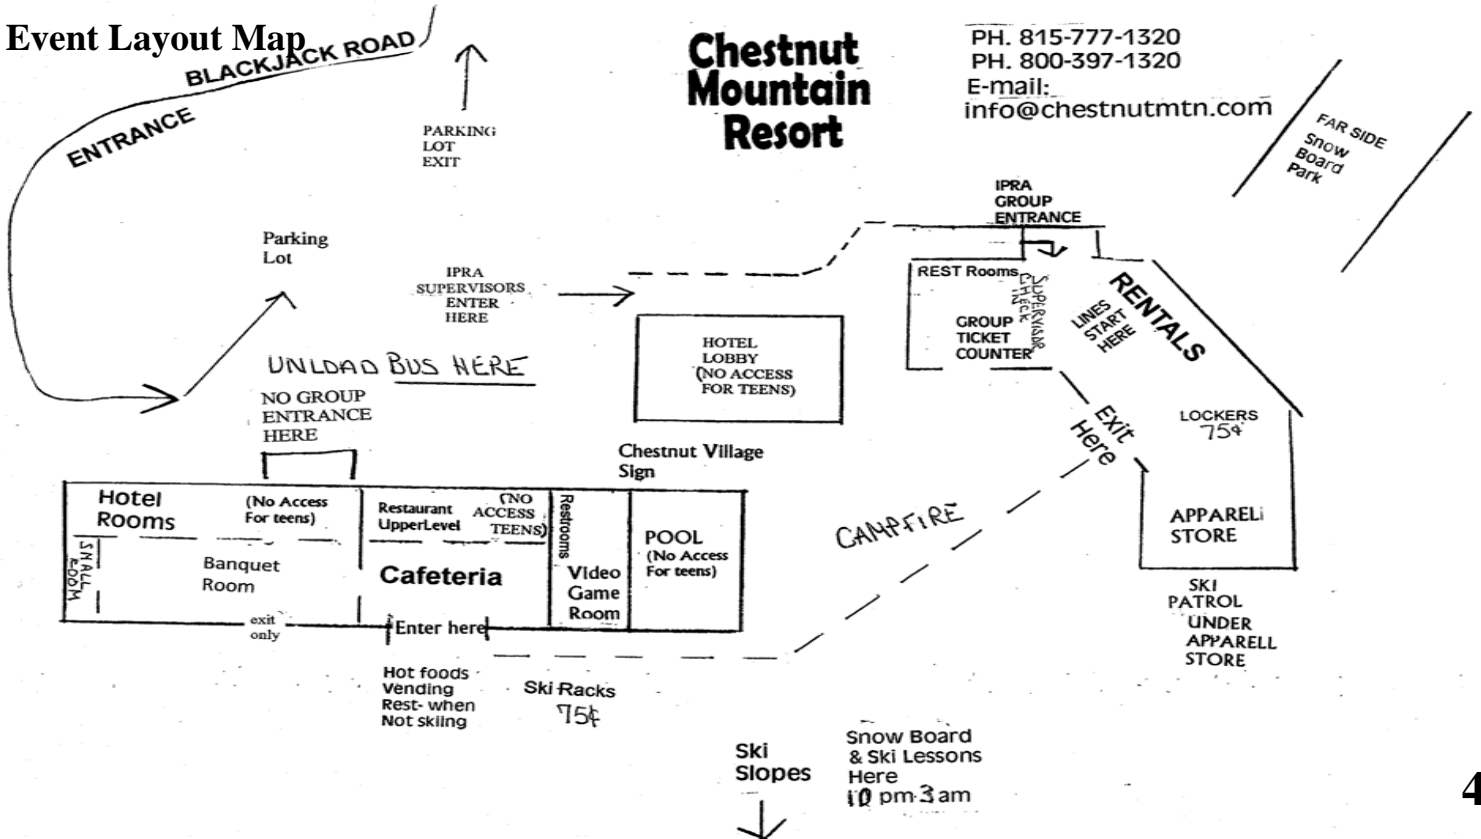 Event Layout Map
BLACKJACK ROAD
ENTRANCE
PARKING
LOT
EXIT
Chestnut
Mountain
Resort
PH. 815-777-1320
PH. 800-397-1320
E-mail:
info@chestnutmtn.com
FAR SIDE
Snow
Board
Park
IPRA
GROUP
ENTRANCE
Parking
Lot
IPRA
SUPERVISORS
ENTER
HERE
REST Rooms
SUPERVISOR
CHECK
IN
GROUP
TICKET
COUNTER
LINES
START
HERE
RENTALS
UNLOAD BUS HERE
NO GROUP
ENTRANCE
HERE
HOTEL
LOBBY
(NO ACCESS
FOR TEENS)
Exit
Here
LOCKERS
75¢
Chestnut Village
Sign
Hotel
Rooms
(No Access
For teens)
Restaurant
UpperLevel
(NO
ACCESS
TEENS)
Restrooms
POOL
(No Access
For teens)
CAMPFIRE
APPARELL
STORE
SMALL
ROOM
Banquet
Room
Cafeteria
Video
Game
Room
exit
only
Enter here
SKI
PATROL
UNDER
APPARELL
STORE
Hot foods
Vending
Rest- when
Not skiing
Ski Racks
75¢
Ski
Slopes
Snow Board
& Ski Lessons
Here
10 pm-3 am
4